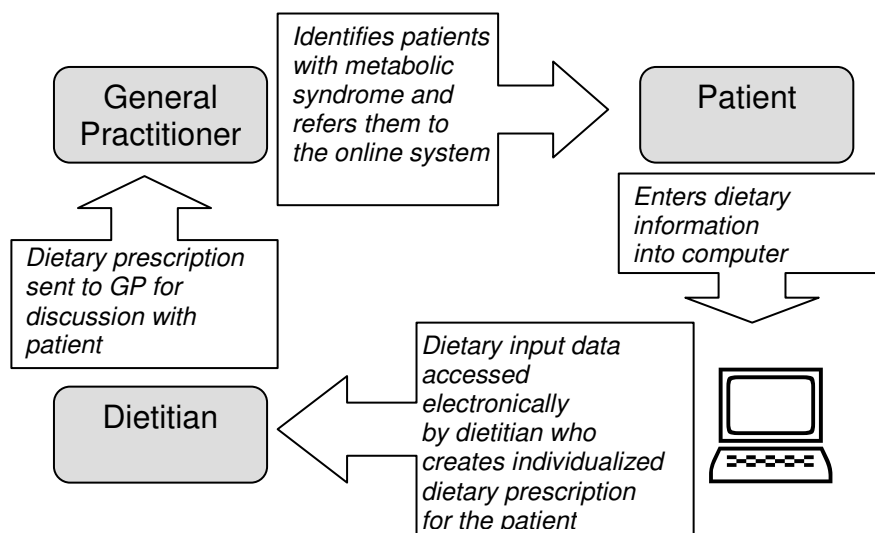 General
Practitioner
Identifies patients
with metabolic
syndrome and
refers them to
the online system
Patient
Enters dietary
information
into computer
Dietary input data
accessed
electronically
by dietitian who
creates individualized
dietary prescription
for the patient
Dietitian
Dietary prescription
sent to GP for
discussion with
patient